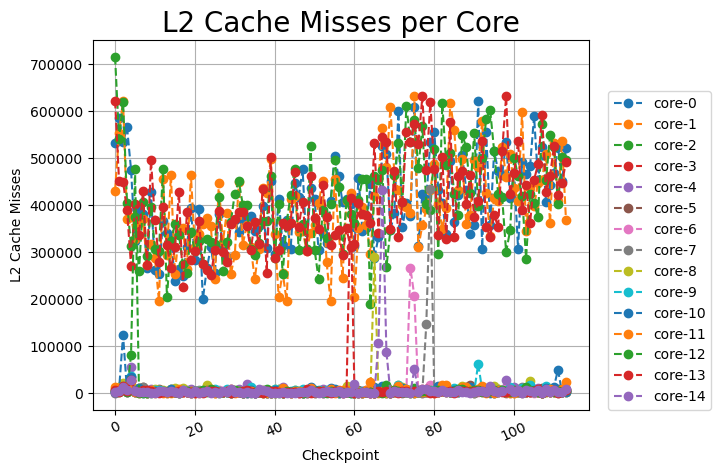 L2 Cache Misses per Core
L2 Cache Misses
700000
600000
500000
400000
300000
200000
100000
0
0
20
40
60
80
100
Checkpoint
core-0
core-1
core-2
core-3
core-4
core-5
core-6
core-7
core-8
core-9
core-10
core-11
core-12
core-13
core-14